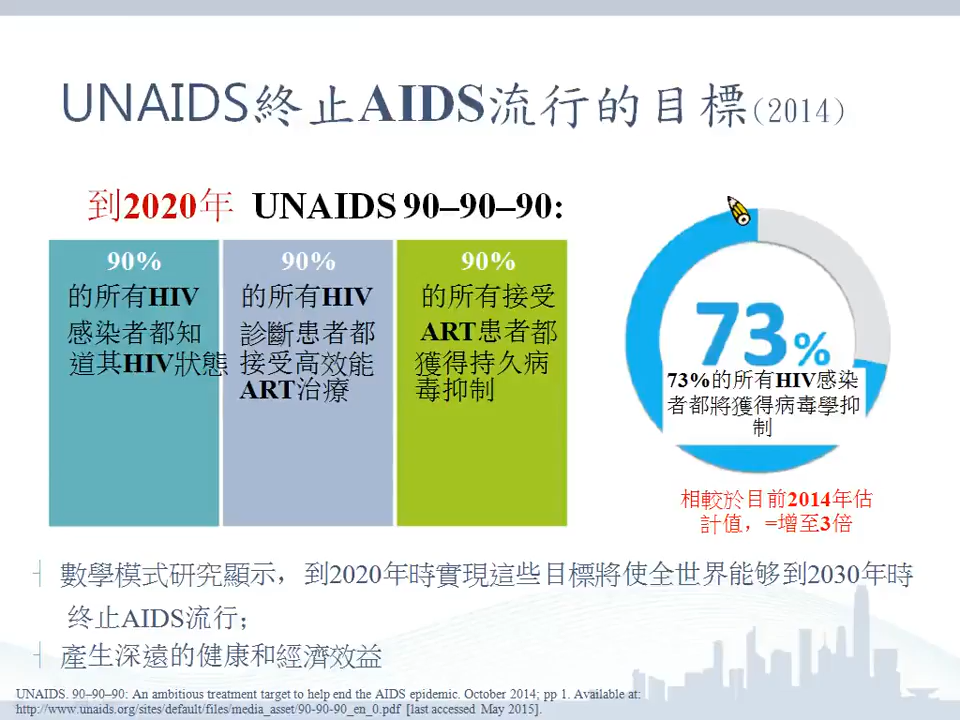 UNAIDS終止AIDS流行的目標(2014)
到2020年 UNAIDS 90–90–90:
90%
的所有HIV
感染者都知
道其HIV狀態
90%
的所有HIV
診斷患者都
接受高效能
ART治療
90%
的所有接受
ART患者都
獲得持久病
毒抑制
73%
73%的所有HIV感染
者都將獲得病毒學抑
制
相較於目前2014年估
計值，=增至3倍
數學模式研究顯示，到2020年時實現這些目標將使全世界能够到2030年時
终止AIDS流行；
產生深遠的健康和經濟效益
UNAIDS. 90–90–90: An ambitious treatment target to help end the AIDS epidemic. October 2014; pp 1. Available at:
http://www.unaids.org/sites/default/files/media_asset/90-90-90_en_0.pdf [last accessed May 2015].